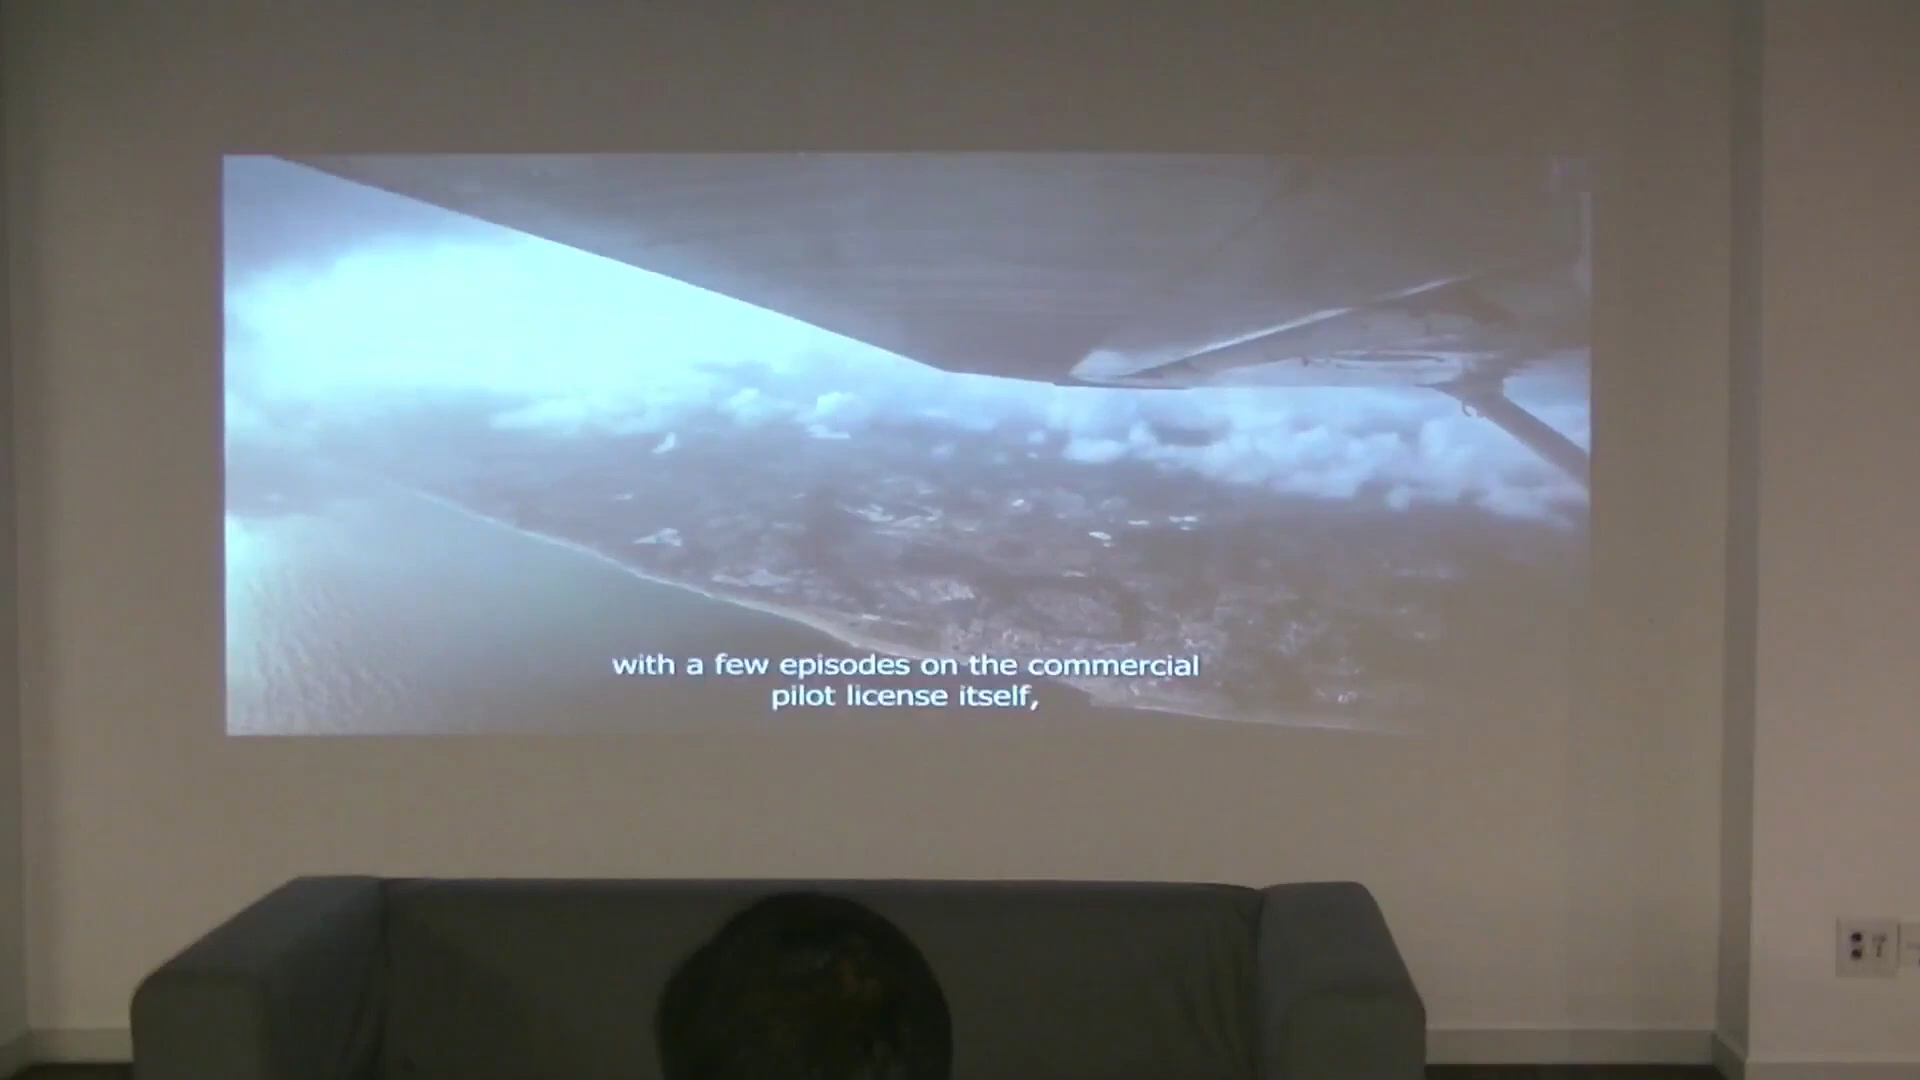 with a few episodes on the commercial
pilot license itself,